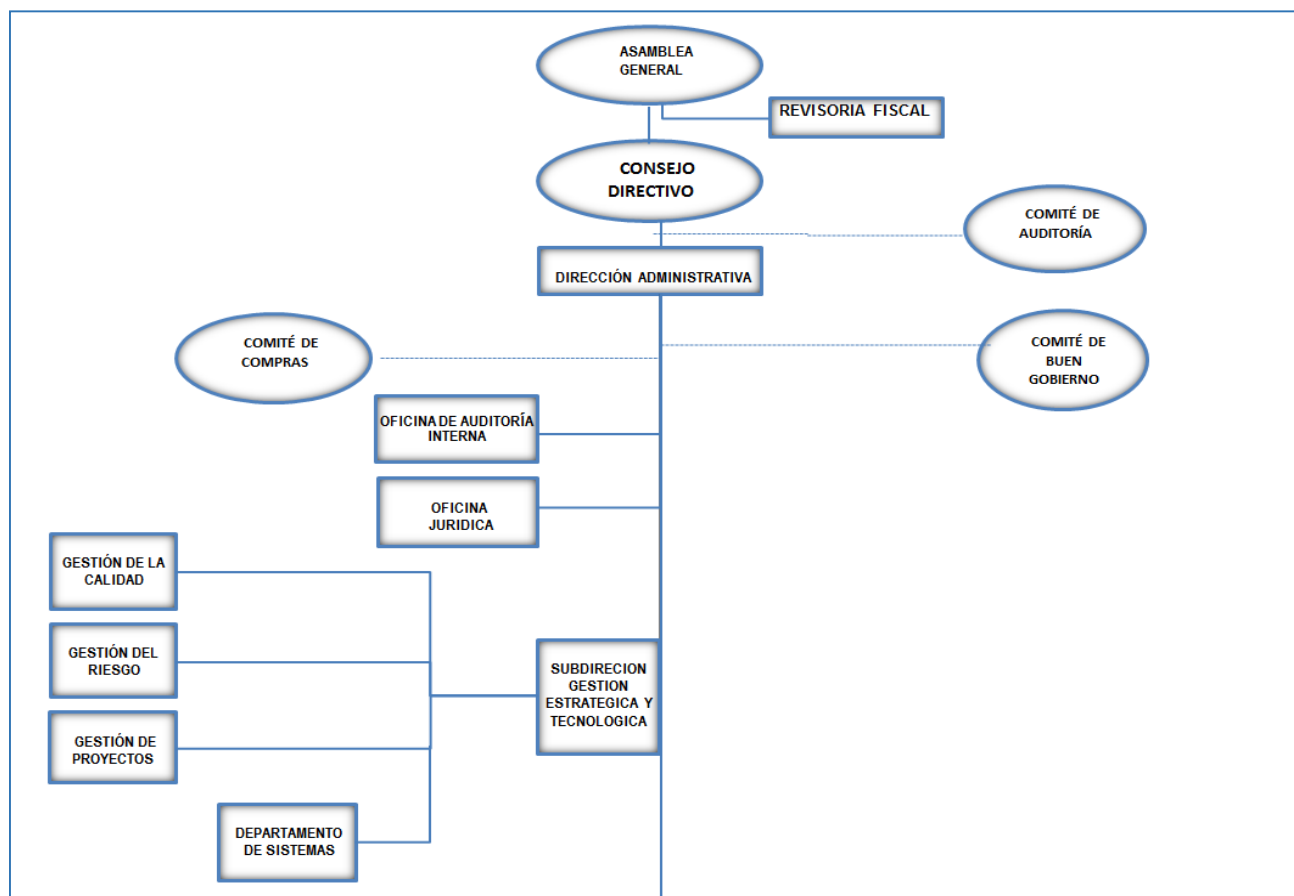 ASAMBLEA
GENERAL
REVISORIA FISCAL
CONSEJO
DIRECTIVO
COMITÉ DE
AUDITORÍA
DIRECCIÓN ADMINISTRATIVA
COMITÉ DE
COMPRAS
COMITÉ DE
BUEN
GOBIERNO
OFICINA DE AUDITORÍA
INTERNA
OFICINA
JURIDICA
GESTIÓN DE LA
CALIDAD
GESTIÓN DEL
RIESGO
SUBDIRECION
GESTION
ESTRATEGICA Y
TECNOLOGICA
GESTIÓN DE
PROYECTOS
DEPARTAMENTO
DE SISTEMAS